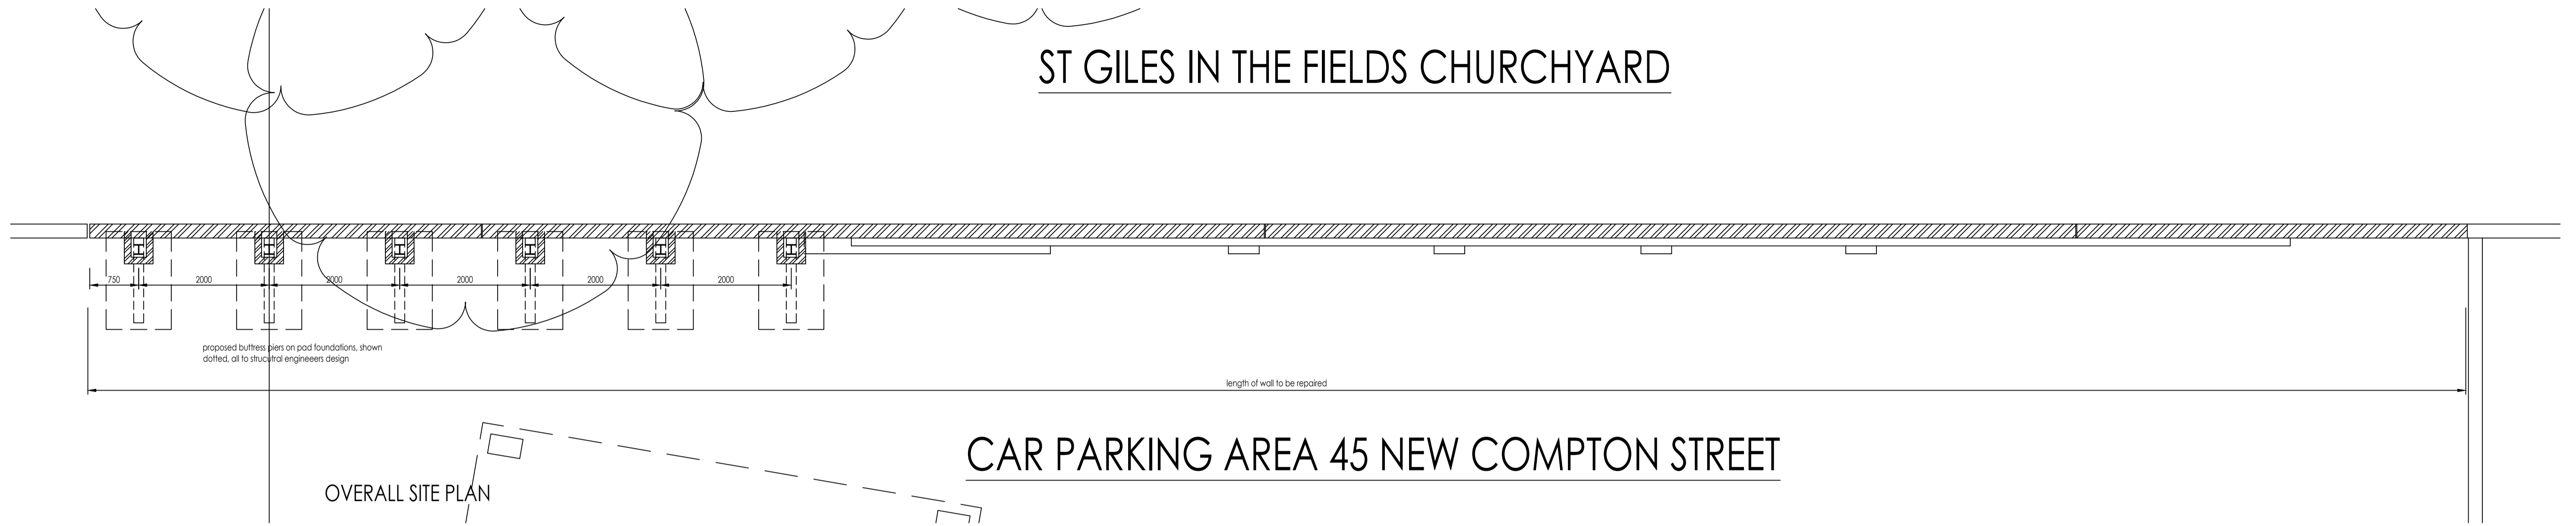 ST GILES IN THE FIELDS CHURCHYARD
750 2000 2000 2000 2000 2000
proposed buttress piers on pad foundations, shown
dotted, all to strucutral engineeers design
length of wall to be repaired
CAR PARKING AREA 45 NEW COMPTON STREET
OVERALL SITE PLAN